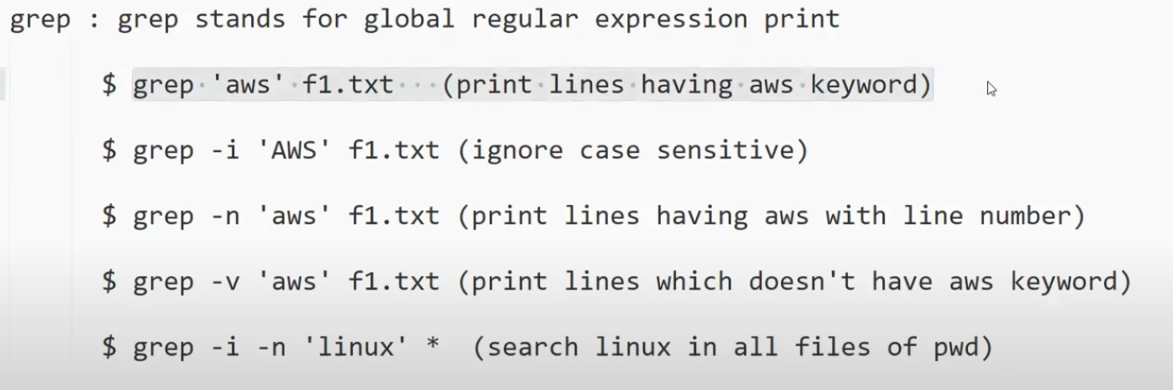 grep : grep stands for global regular expression print
$ grep 'aws' f1.txt   (print lines having aws keyword)
$ grep -i 'AWS' f1.txt (ignore case sensitive)
$ grep -n 'aws' f1.txt (print lines having aws with line number)
$ grep -v 'aws' f1.txt (print lines which doesn't have aws keyword)
$ grep -i -n 'linux' *  (search linux in all files of pwd)